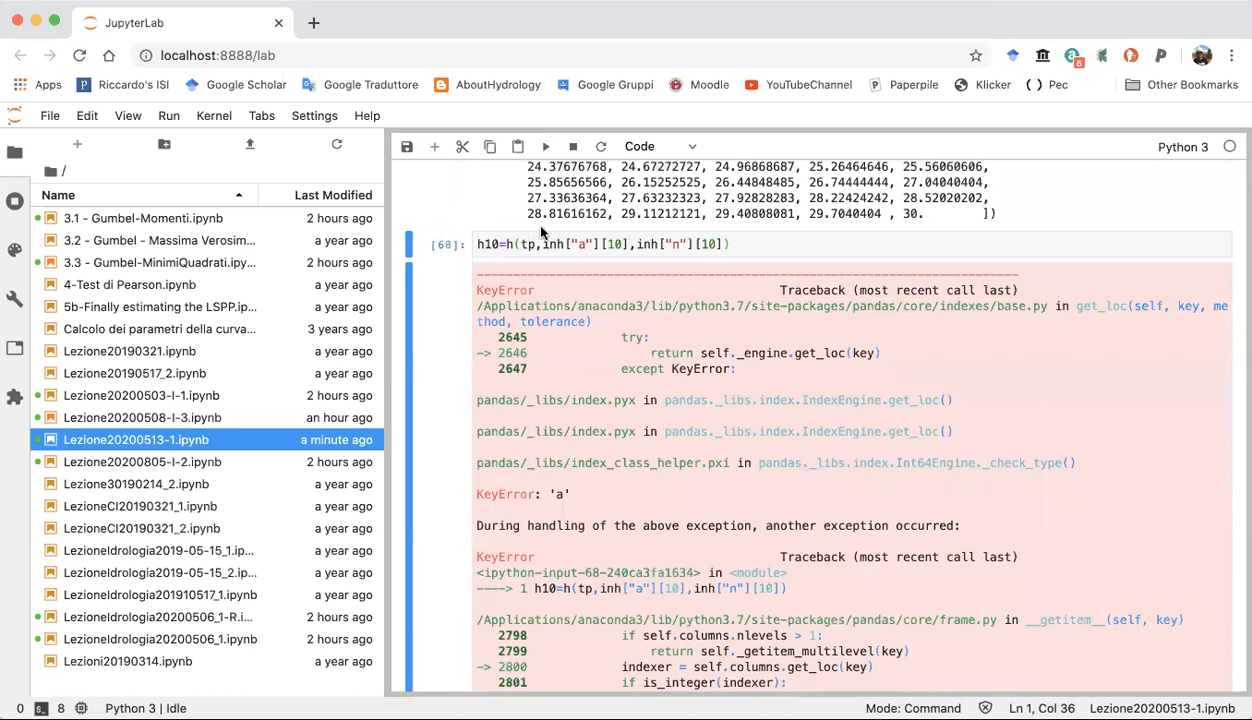 JupyterLab
localhost:8888/lab
6
Apps Riccardo's ISI Google Scholar Google Traduttore AboutHydrology Google Gruppi Moodle YouTubeChannel Paperpile Klicker Pec Other Bookmarks
File Edit View Run Kernel Tabs Settings Help
Code Python 3
/
Name Last Modified
3.1 - Gumbel-Momenti.ipynb 2 hours ago
3.2 - Gumbel - Massima Verosim... a year ago
3.3 - Gumbel-MinimiQuadrati.ipy... 2 hours ago
4-Test di Pearson.ipynb a year ago
5b-Finally estimating the LSPP.ip... a year ago
Calcolo dei parametri della curva... 3 years ago
Lezione20190321.ipynb a year ago
Lezione20190517_2.ipynb a year ago
Lezione20200503-I-1.ipynb 2 hours ago
Lezione20200508-I-3.ipynb an hour ago
Lezione20200513-1.ipynb a minute ago
Lezione20200805-I-2.ipynb 2 hours ago
Lezione30190214_2.ipynb a year ago
LezioneCI20190321_1.ipynb a year ago
LezioneCI20190321_2.ipynb a year ago
LezioneIdrologia2019-05-15_1.ip... a year ago
LezioneIdrologia2019-05-15_2.ip... a year ago
LezioneIdrologia201910517_1.ipynb a year ago
LezioneIdrologia20200506_1-R.i... 2 hours ago
LezioneIdrologia20200506_1.ipynb 2 hours ago
Lezioni20190314.ipynb a year ago
24.37676768, 24.67272727, 24.96868687, 25.26464646, 25.56060606,
25.85656566, 26.15252525, 26.44848485, 26.74444444, 27.04040404,
27.33636364, 27.63232323, 27.92828283, 28.22424242, 28.52020202,
28.81616162, 29.11212121, 29.40808081, 29.7040404 , 30. ])
[68]: h10=h(tp,inh["a"][10],inh["n"][10])
---------------------------------------------------------------------------
KeyError Traceback (most recent call last)
/Applications/anaconda3/lib/python3.7/site-packages/pandas/core/indexes/base.py in get_loc(self, key, me
thod, tolerance)
2645 try:
-> 2646 return self._engine.get_loc(key)
2647 except KeyError:
pandas/_libs/index.pyx in pandas._libs.index.IndexEngine.get_loc()
pandas/_libs/index.pyx in pandas._libs.index.IndexEngine.get_loc()
pandas/_libs/index_class_helper.pxi in pandas._libs.index.Int64Engine._check_type()
KeyError: 'a'
During handling of the above exception, another exception occurred:
KeyError Traceback (most recent call last)
<ipython-input-68-240ca3fa1634> in <module>
----> 1 h10=h(tp,inh["a"][10],inh["n"][10])
/Applications/anaconda3/lib/python3.7/site-packages/pandas/core/frame.py in __getitem__(self, key)
2798 if self.columns.nlevels > 1:
2799 return self._getitem_multilevel(key)
-> 2800 indexer = self.columns.get_loc(key)
2801 if is_integer(indexer):
0 8 Python 3 | Idle Mode: Command Ln 1, Col 36 Lezione20200513-1.ipynb